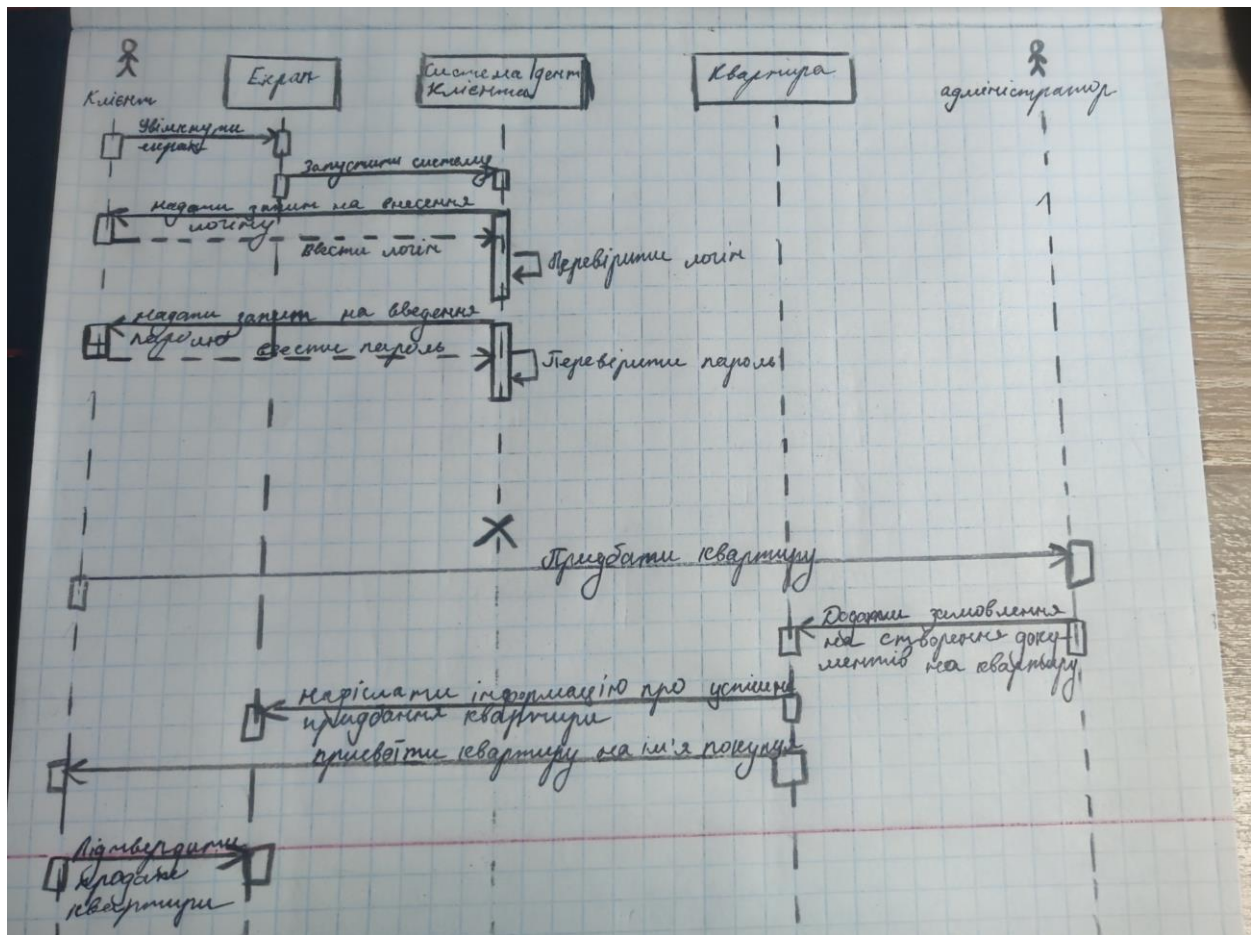 Клієнт
Екран
Система Ідент
Клієнта
Квартира
адміністратор
Увімкнути
екран
Запустити систему
Надати запит на внесення
логіну
Ввести логін
Перевірити логін
Надати запит на введення
паролю
ввести пароль
Перевірити пароль
Придбати квартиру
Додати замовлення
на створення доку-
ментів на квартиру
Надіслати інформацію про успішне
придбання квартири
присвоїти квартиру на ім'я покупця
Підтвердити
продаж
квартири